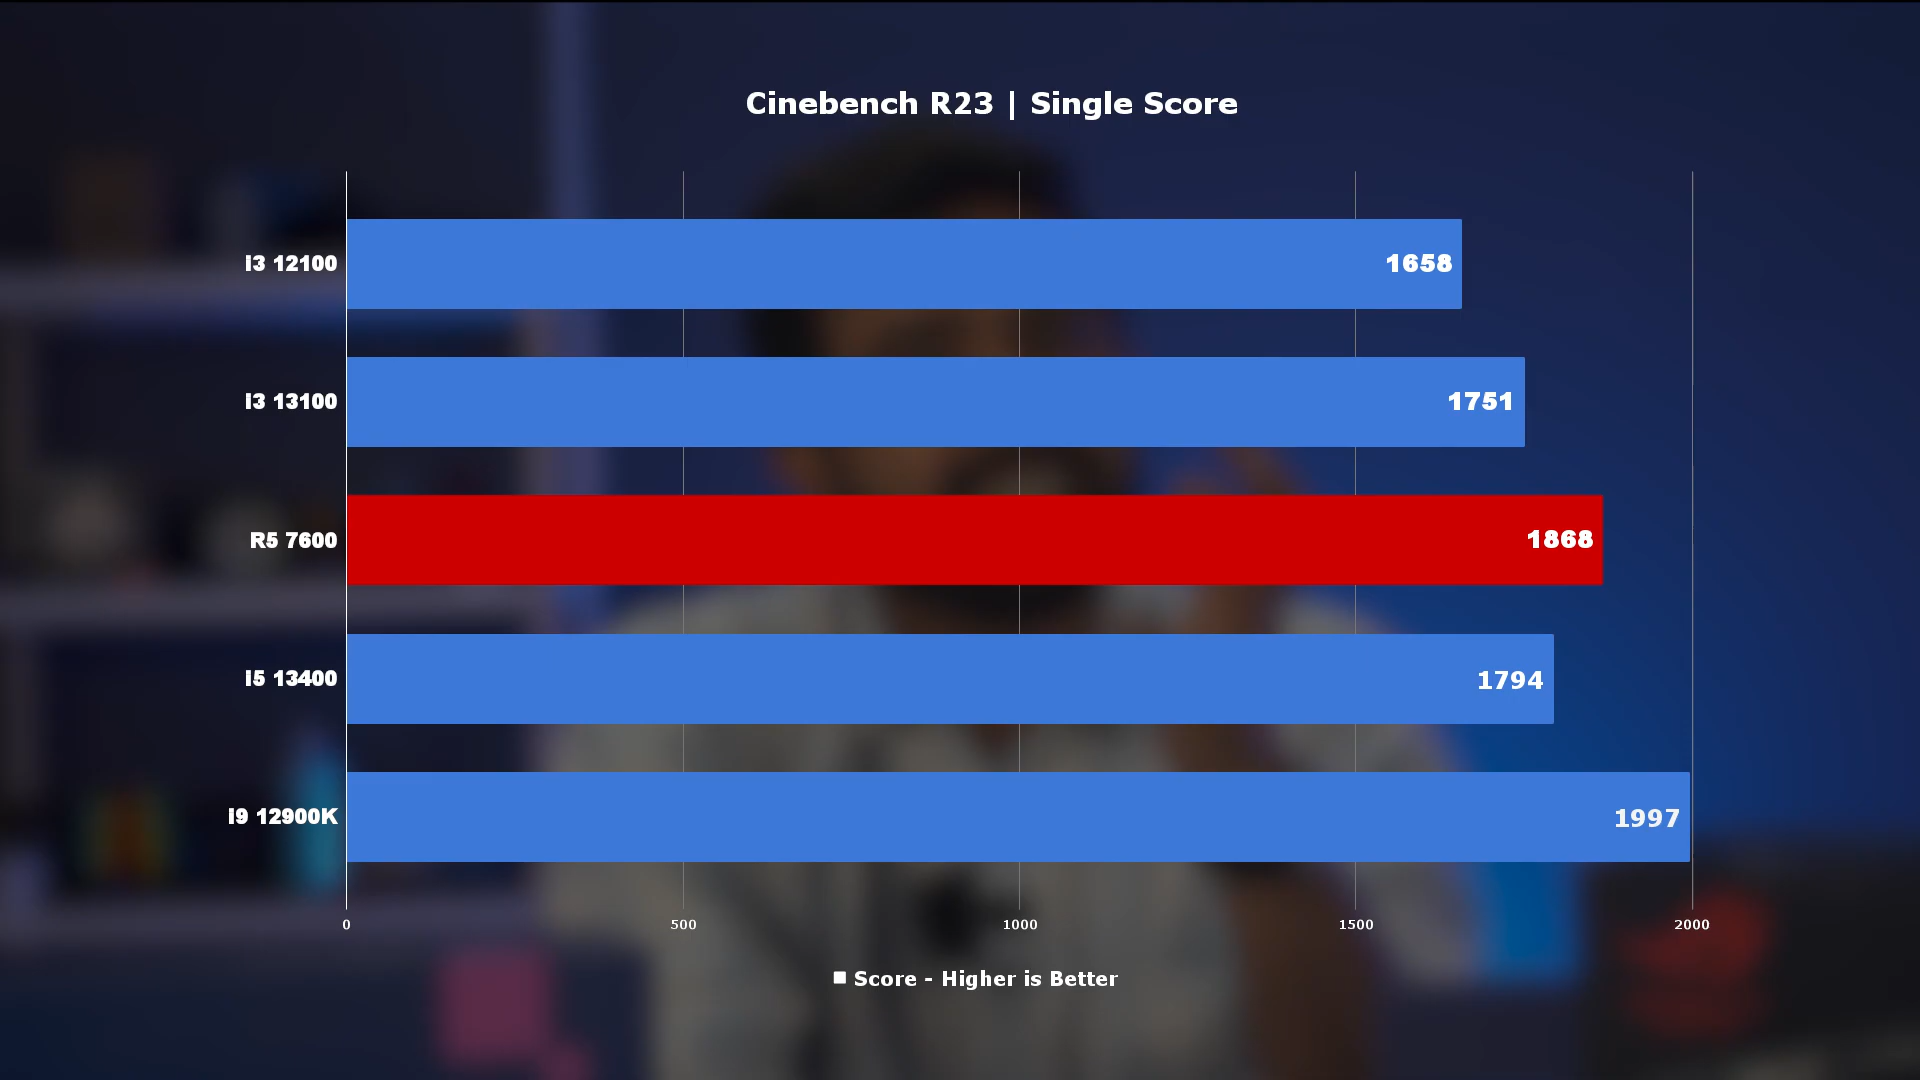 Cinebench R23 | Single Score
i3 12100
1658
i3 13100
1751
R5 7600
1868
i5 13400
1794
i9 12900K
1997
0
500
1000
1500
2000
Score - Higher is Better